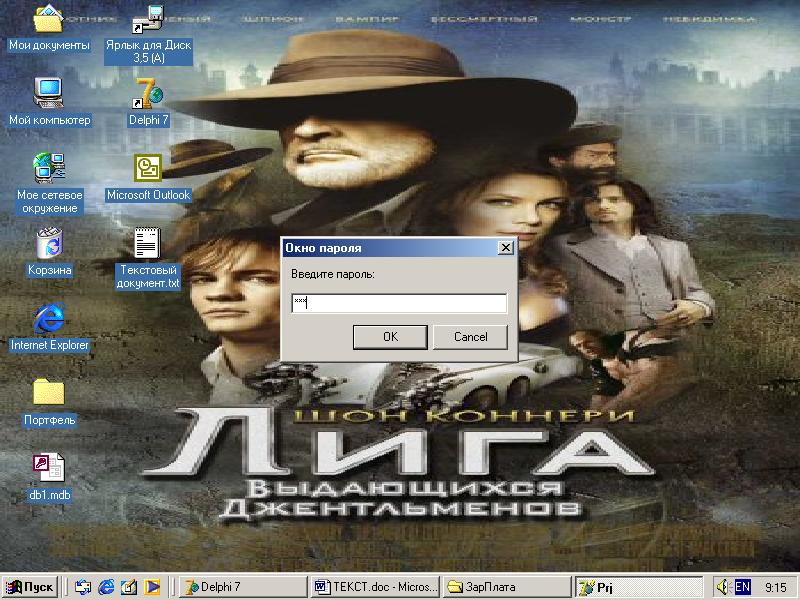 ОТНИК
УЧЕНЫЙ
ШПИОН
ВАМПИР
БЕССМЕРТНЫЙ
МОНСТР
НЕВИДИМКА
Мои документы
Ярлык для Диск
3,5 (A)
Мой компьютер
Delphi 7
Мое сетевое
окружение
Microsoft Outlook
Корзина
Текстовый
документ.txt
Internet Explorer
Портфель
db1.mdb
Окно пароля
Введите пароль:
***
OK
Cancel
ШОН КОННЕРИ
ЛИГА
ВЫДАЮЩИХСЯ
ДЖЕНТЛЬМЕНОВ
Пуск
Delphi 7
ТЕКСТ.doc - Micros...
ЗарПлата
Prj
EN
9:15